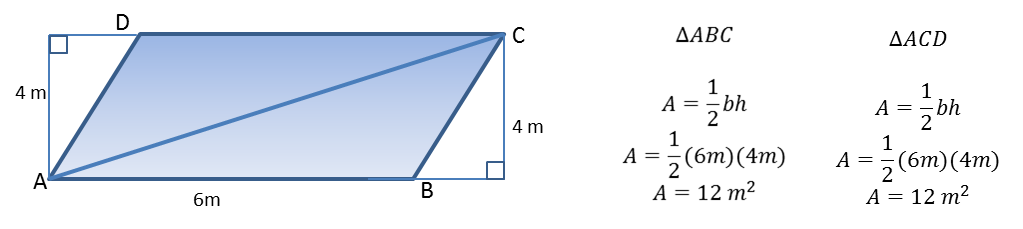 D
C
4 m
4 m
A
B
6m
ΔABC
A = 1/2 bh
A = 1/2 (6m)(4m)
A = 12 m²
ΔACD
A = 1/2 bh
A = 1/2 (6m)(4m)
A = 12 m²